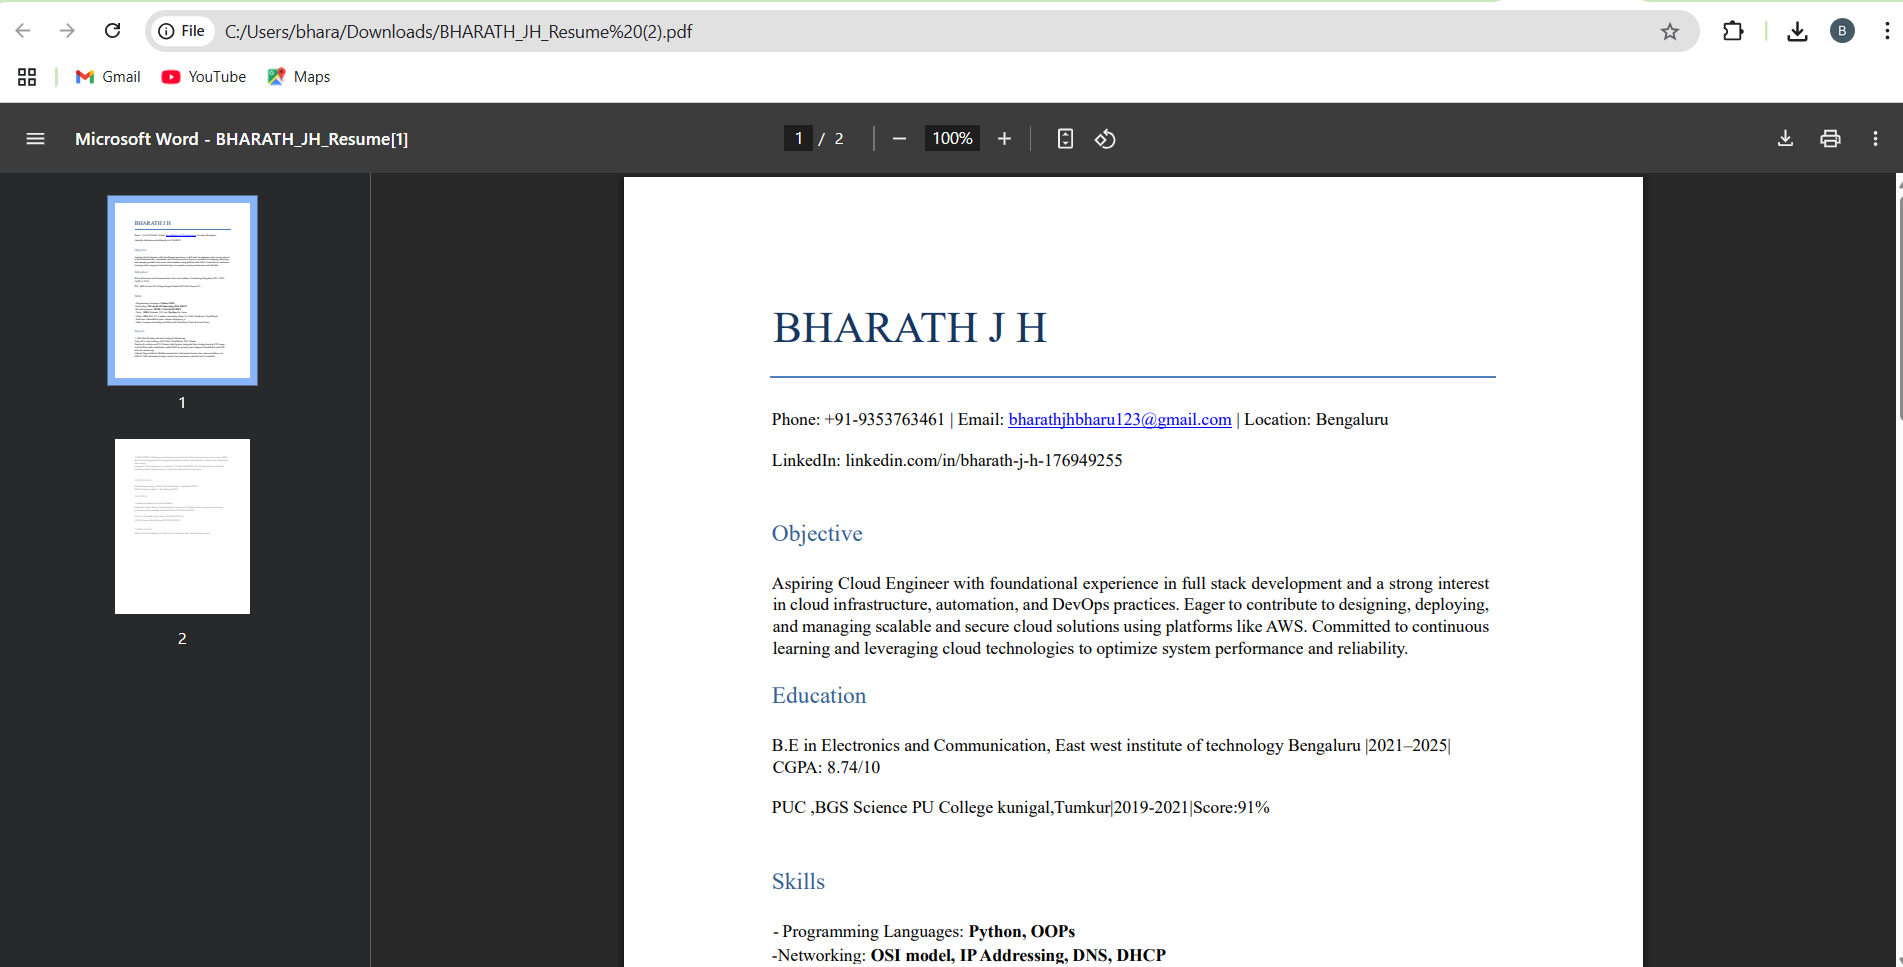 File C:/Users/bhara/Downloads/BHARATH_JH_Resume%20(2).pdf B
Gmail YouTube Maps
Microsoft Word - BHARATH_JH_Resume[1] 1 / 2 100%
1
2
BHARATH J H
Phone: +91-9353763461 | Email: bharathjhbharu123@gmail.com | Location: Bengaluru
LinkedIn: linkedin.com/in/bharath-j-h-176949255
Objective
Aspiring Cloud Engineer with foundational experience in full stack development and a strong interest
in cloud infrastructure, automation, and DevOps practices. Eager to contribute to designing, deploying,
and managing scalable and secure cloud solutions using platforms like AWS. Committed to continuous
learning and leveraging cloud technologies to optimize system performance and reliability.
Education
B.E in Electronics and Communication, East west institute of technology Bengaluru |2021–2025|
CGPA: 8.74/10
PUC ,BGS Science PU College kunigal,Tumkur|2019-2021|Score:91%
Skills
- Programming Languages: Python, OOPs
-Networking: OSI model, IP Addressing, DNS, DHCP